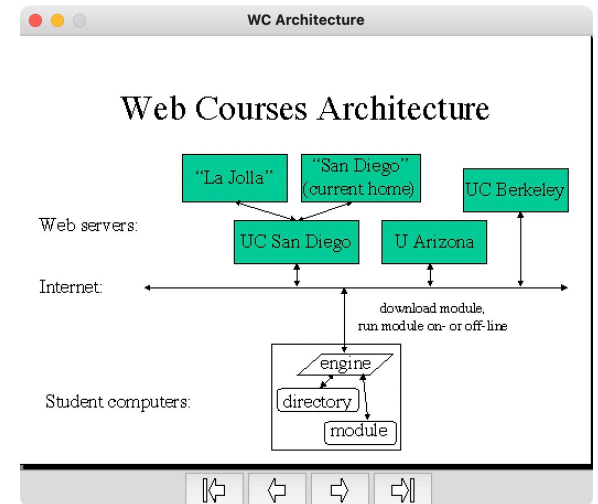 WC Architecture
Web Courses Architecture
“La Jolla”
“San Diego”
(current home)
UC Berkeley
Web servers:
UC San Diego
U Arizona
Internet:
download module,
run module on- or off-line
engine
Student computers:
directory
module